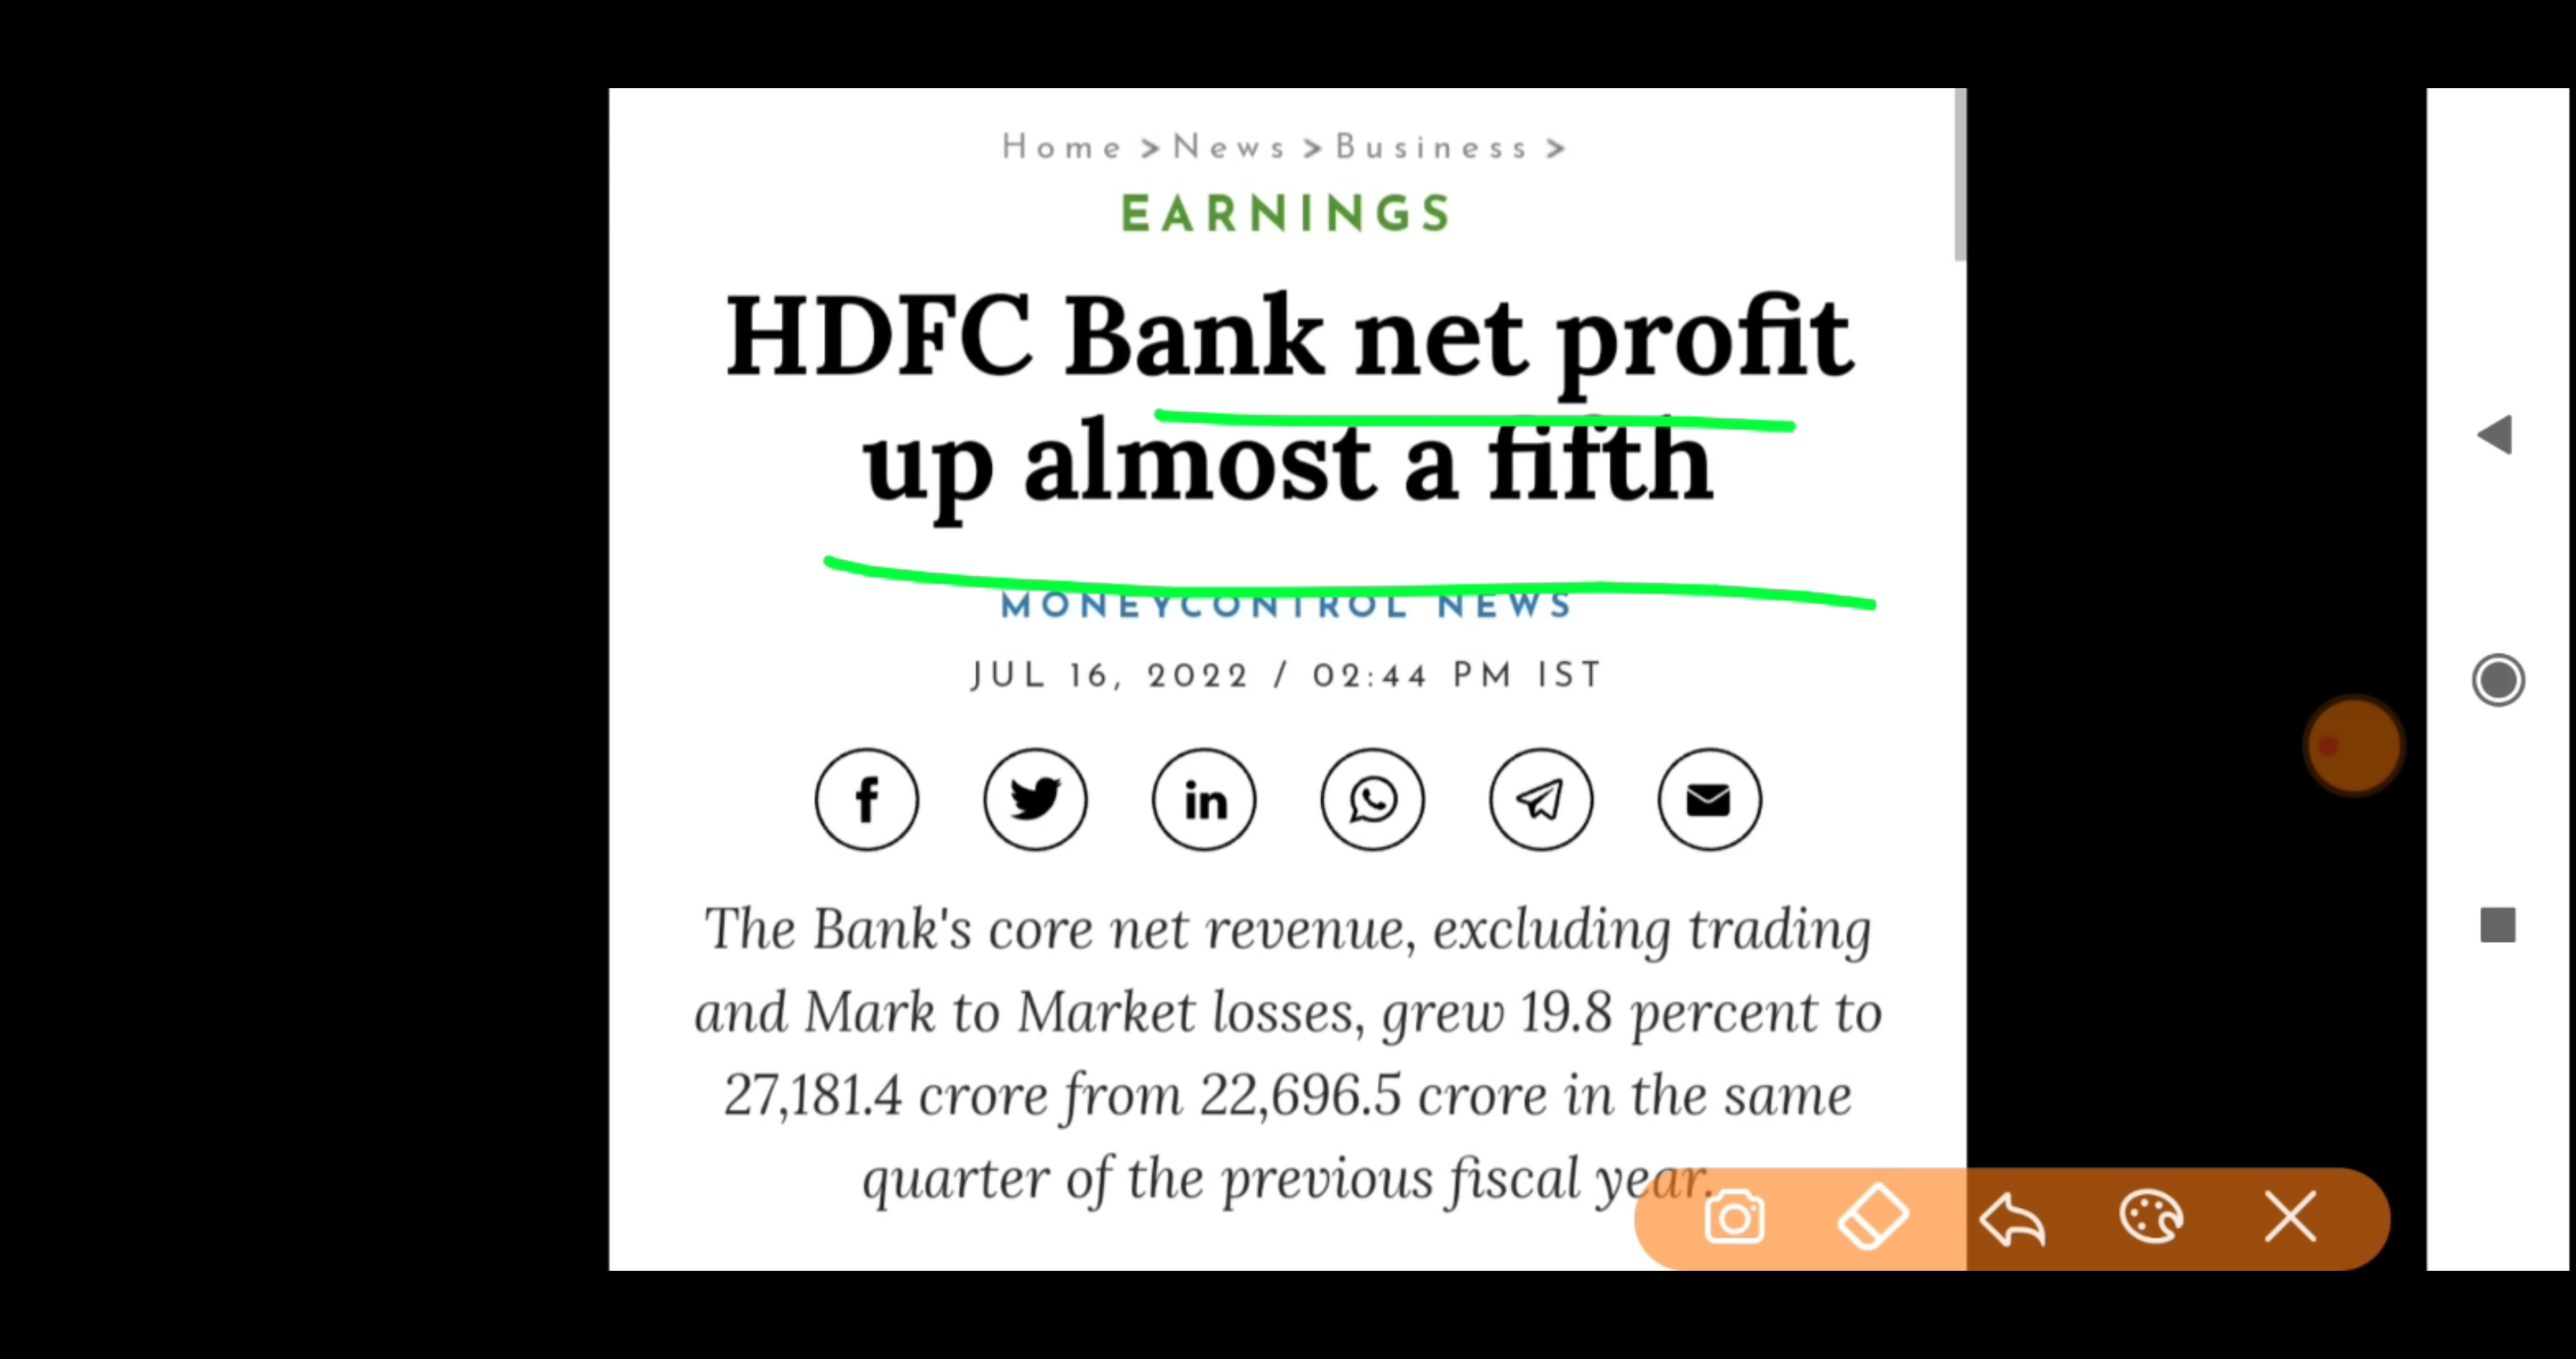 Home > News > Business >
EARNINGS
HDFC Bank net profit
up almost a fifth
MONEYCONTROL NEWS
JUL 16, 2022 / 02:44 PM IST
The Bank's core net revenue, excluding trading
and Mark to Market losses, grew 19.8 percent to
27,181.4 crore from 22,696.5 crore in the same
quarter of the previous fiscal year.